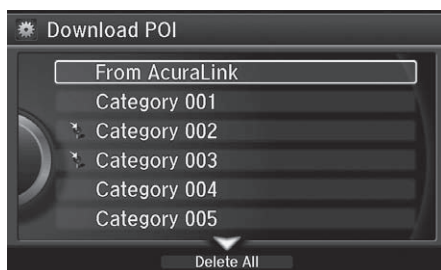 Download POI
From AcuraLink
Category 001
Category 002
Category 003
Category 004
Category 005
Delete All